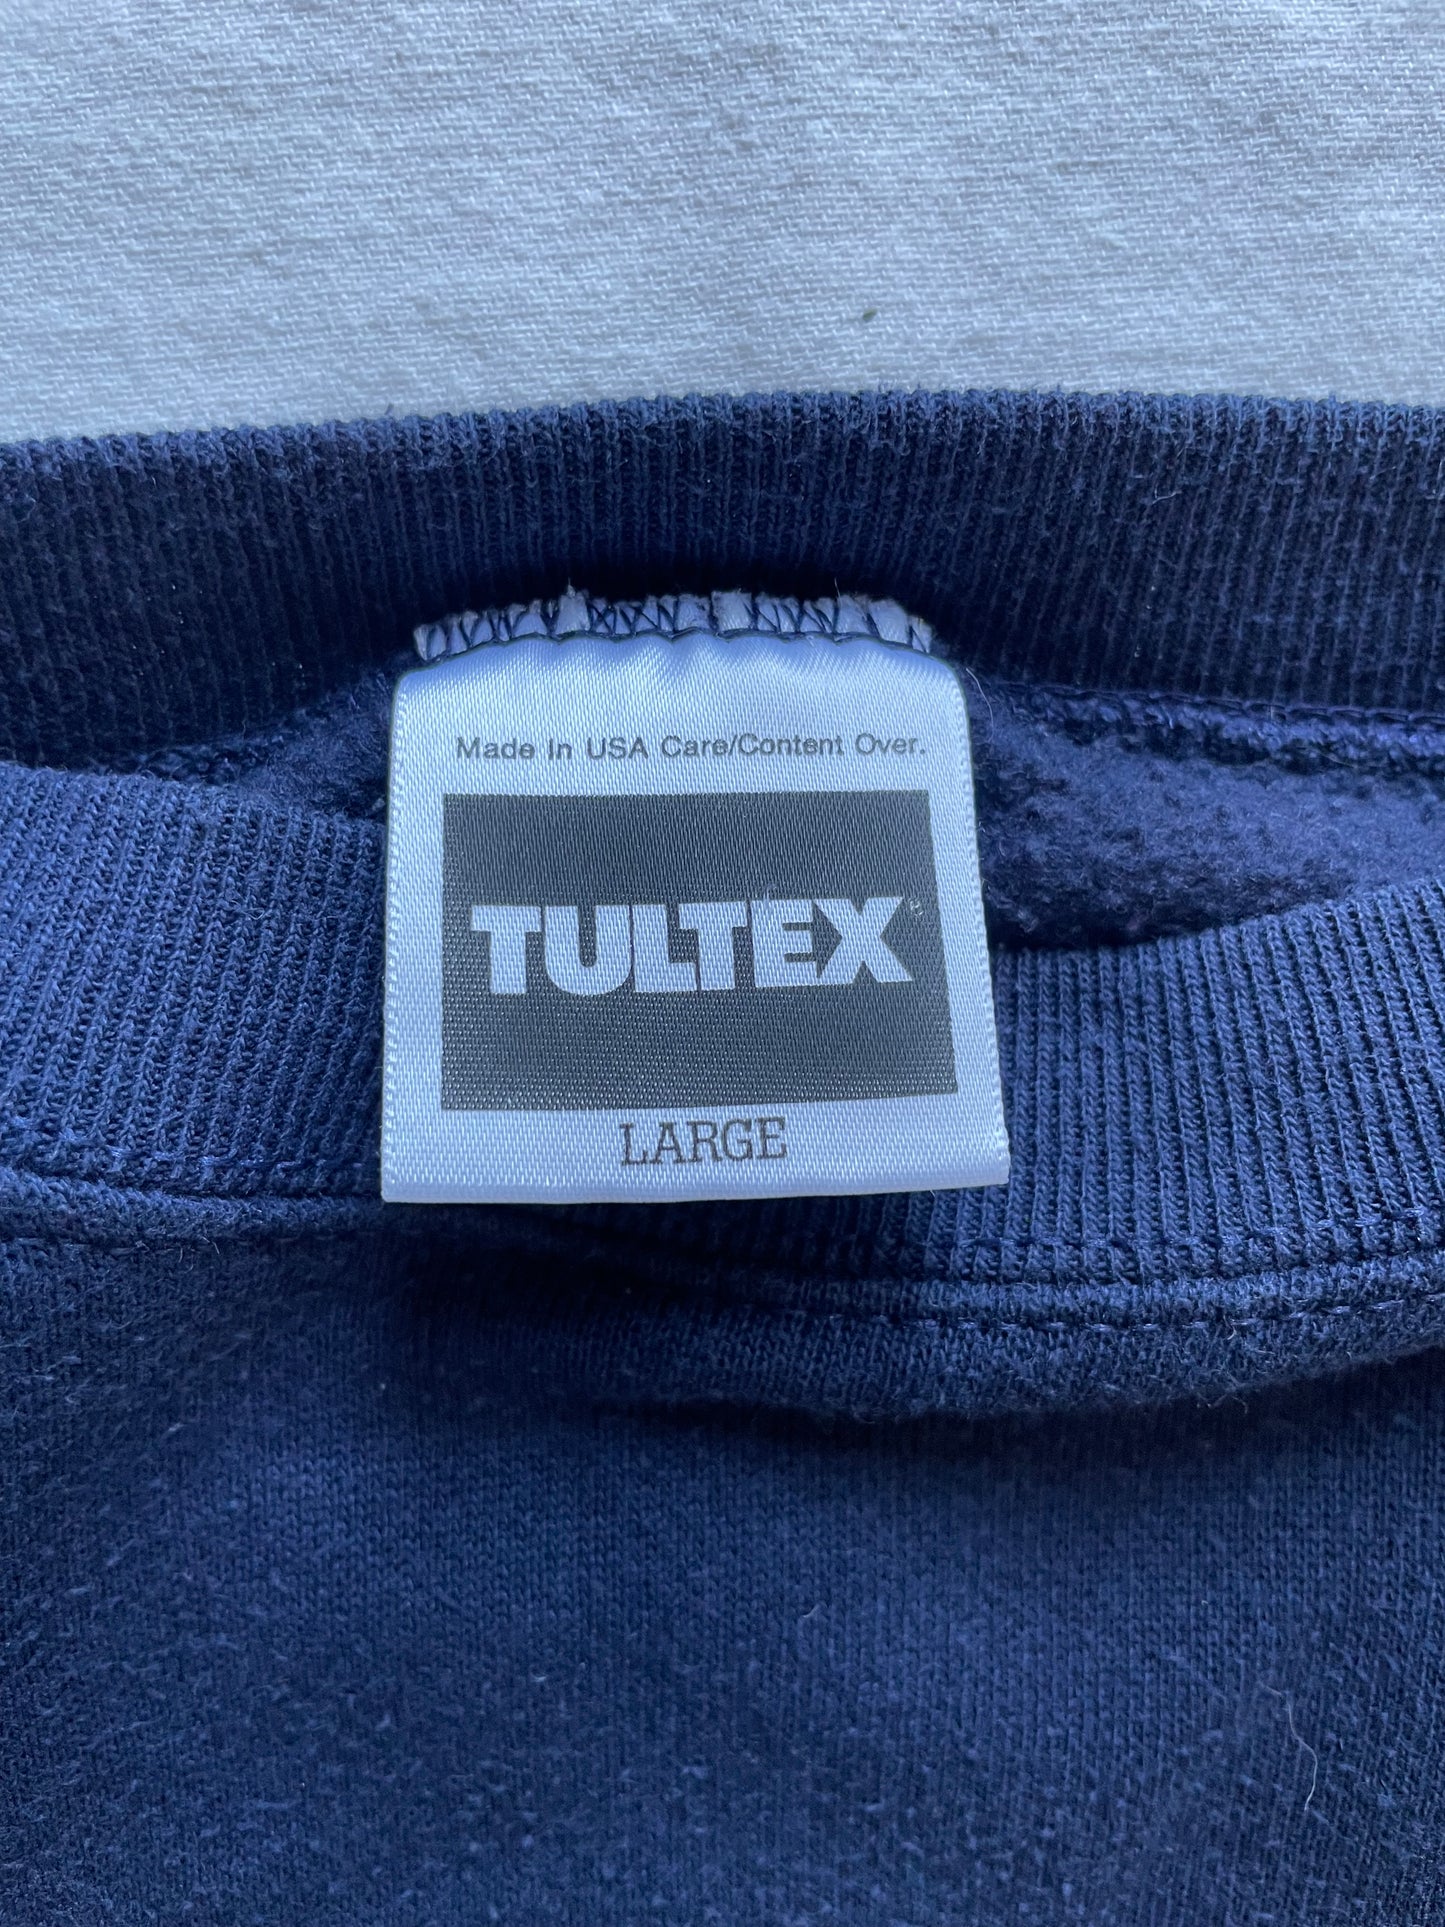 Made In USA Care/Content Over.
TULTEX
LARGE